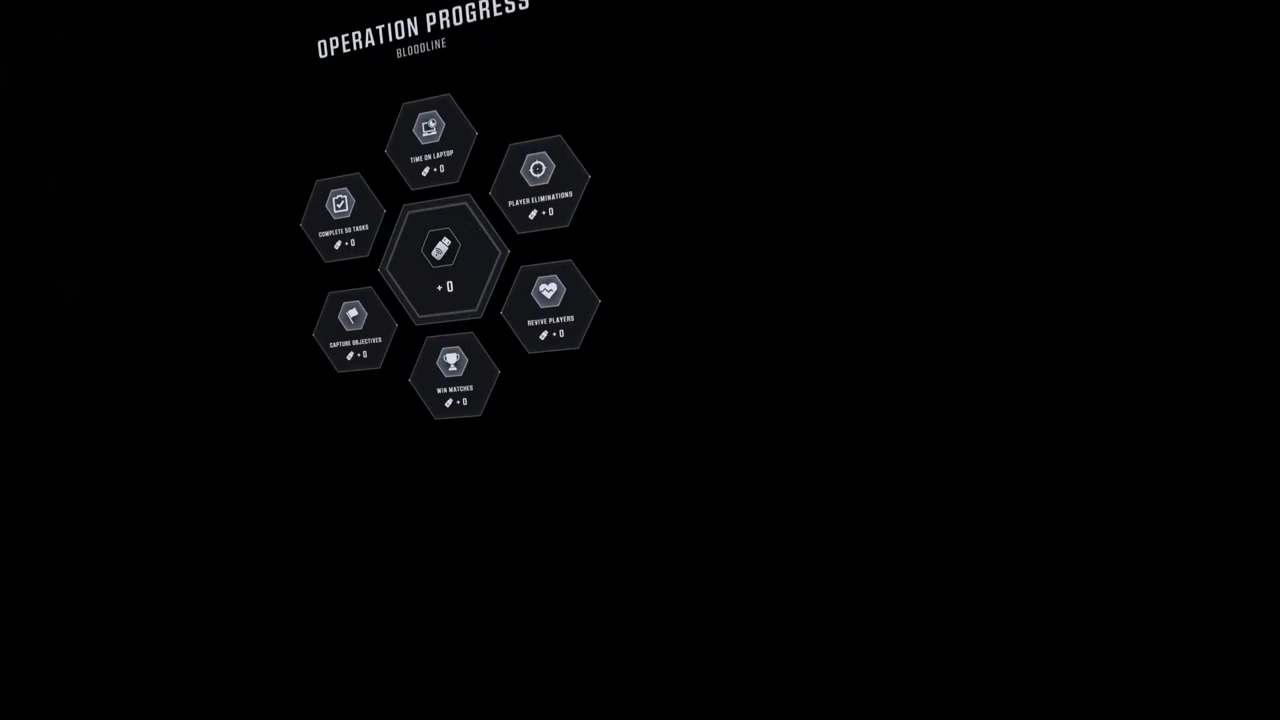 OPERATION PROGRESS
BLOODLINE
TIME ON LAPTOP
+ 0
PLAYER ELIMINATIONS
+ 0
COMPLETE 50 TASKS
+ 0
+ 0
REVIVE PLAYERS
+ 0
CAPTURE OBJECTIVES
+ 0
WIN MATCHES
+ 0